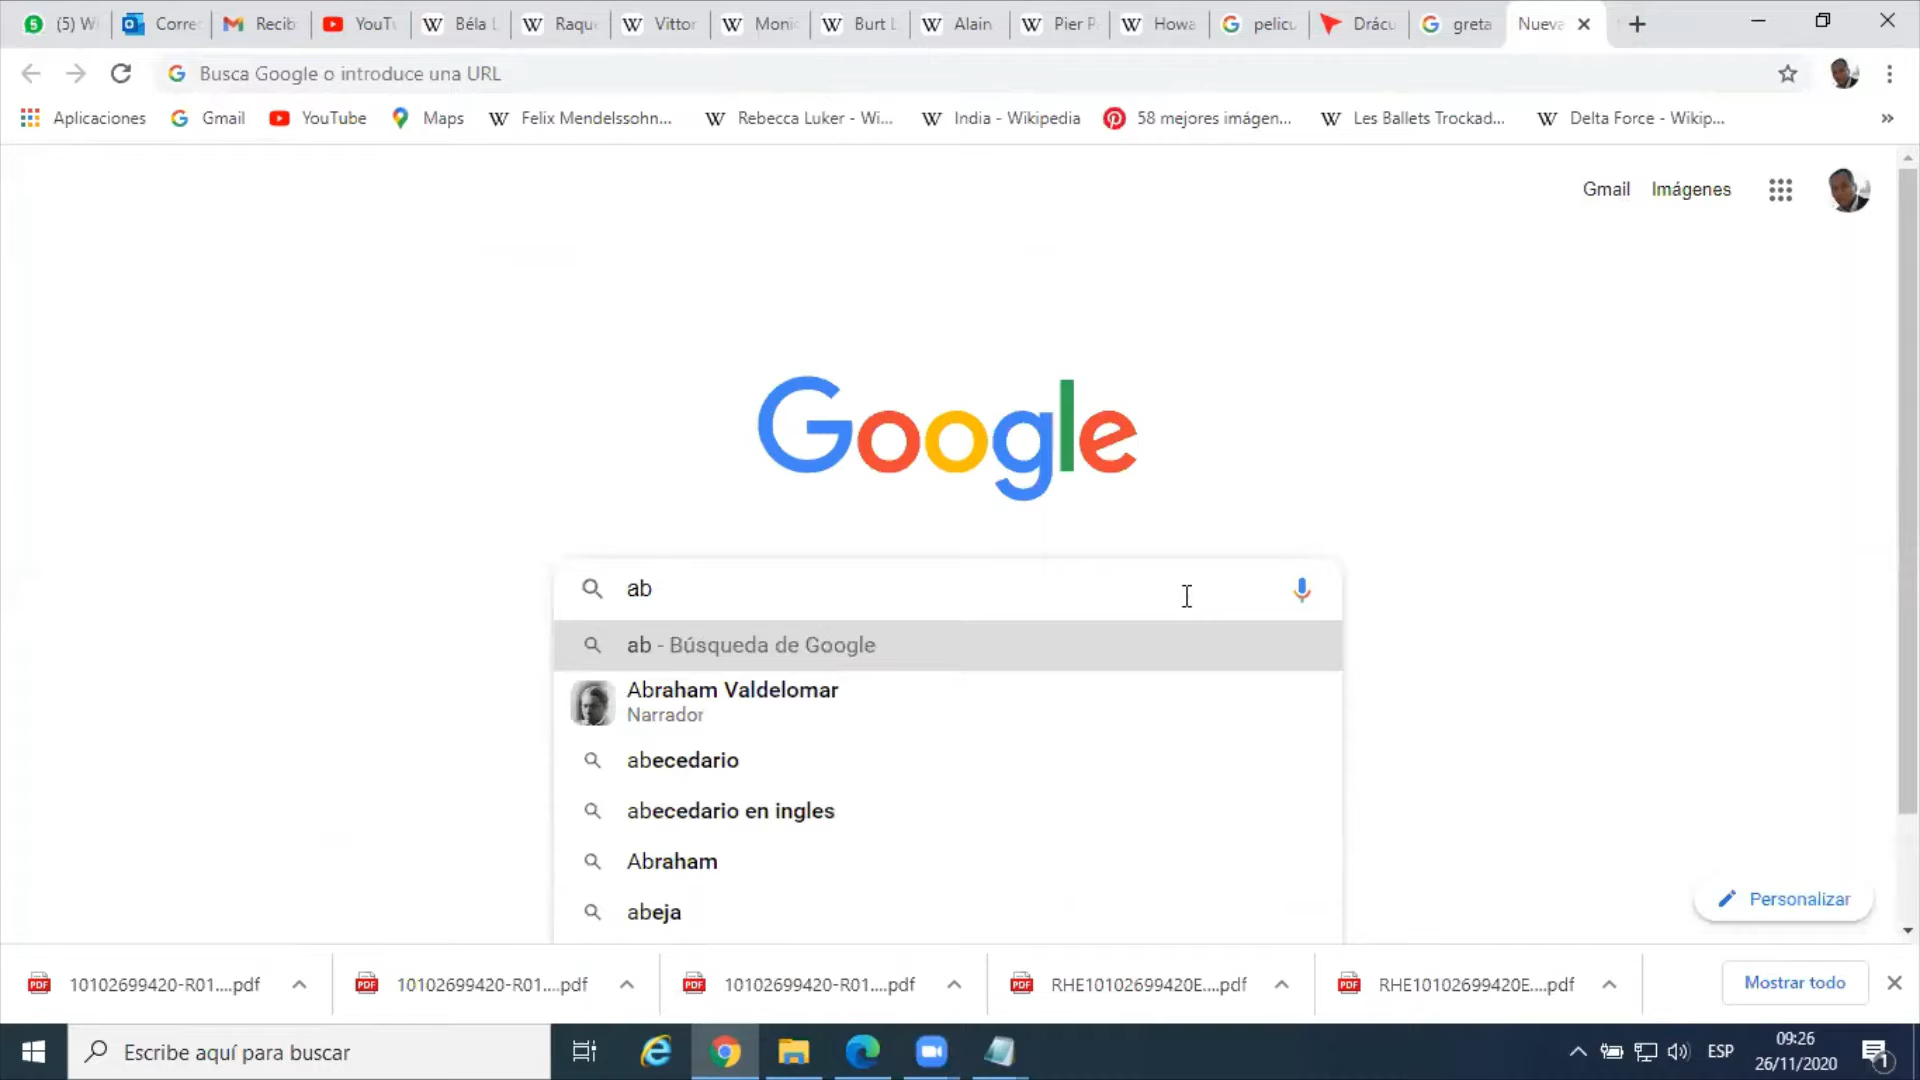 (5) W
Corre
Recib
YouTu
Béla L
Raqu
Vittor
Moni
Burt L
Alain
Pier P
Howa
pelicu
Drácu
greta
Nueva
Busca Google o introduce una URL
Aplicaciones
Gmail
YouTube
Maps
Felix Mendelssohn...
Rebecca Luker - Wi...
India - Wikipedia
58 mejores imágen...
Les Ballets Trockad...
Delta Force - Wikip...
»
Gmail
Imágenes
Google
ab
ab - Búsqueda de Google
Abraham Valdelomar
Narrador
abecedario
abecedario en ingles
Abraham
abeja
Personalizar
10102699420-R01....pdf
10102699420-R01....pdf
10102699420-R01....pdf
RHE10102699420E....pdf
RHE10102699420E....pdf
Mostrar todo
Escribe aquí para buscar
ESP
09:26
26/11/2020
1